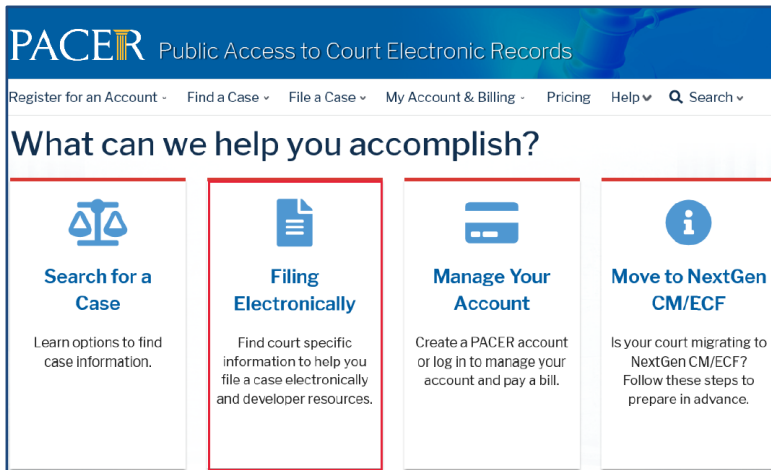 PACER Public Access to Court Electronic Records
Register for an Account Find a Case File a Case My Account & Billing Pricing Help Search
What can we help you accomplish?
Search for a
Case
Learn options to find
case information.
Filing
Electronically
Find court specific
information to help you
file a case electronically
and developer resources.
Manage Your
Account
Create a PACER account
or log in to manage your
account and pay a bill.
Move to NextGen
CM/ECF
Is your court migrating to
NextGen CM/ECF?
Follow these steps to
prepare in advance.